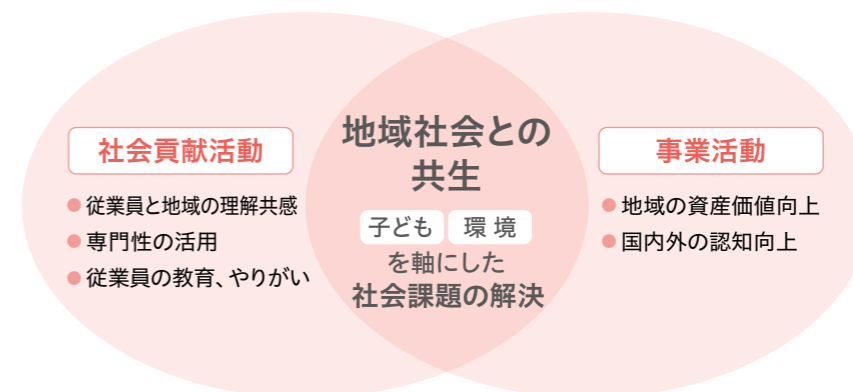 社会貢献活動
●従業員と地域の理解共感
●専門性の活用
●従業員の教育、やりがい
地域社会との
共生
子ども 環境
を軸にした
社会課題の解決
事業活動
●地域の資産価値向上
●国内外の認知向上